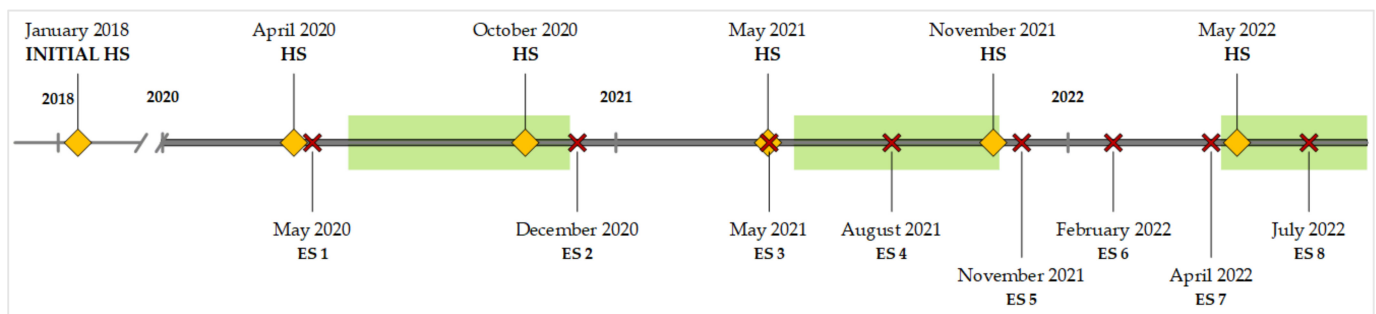 January 2018
INITIAL HS
April 2020
HS
October 2020
HS
May 2021
HS
November 2021
HS
May 2022
HS
2018
2020
2021
2022
May 2020
ES 1
December 2020
ES 2
May 2021
ES 3
August 2021
ES 4
November 2021
ES 5
February 2022
ES 6
April 2022
ES 7
July 2022
ES 8